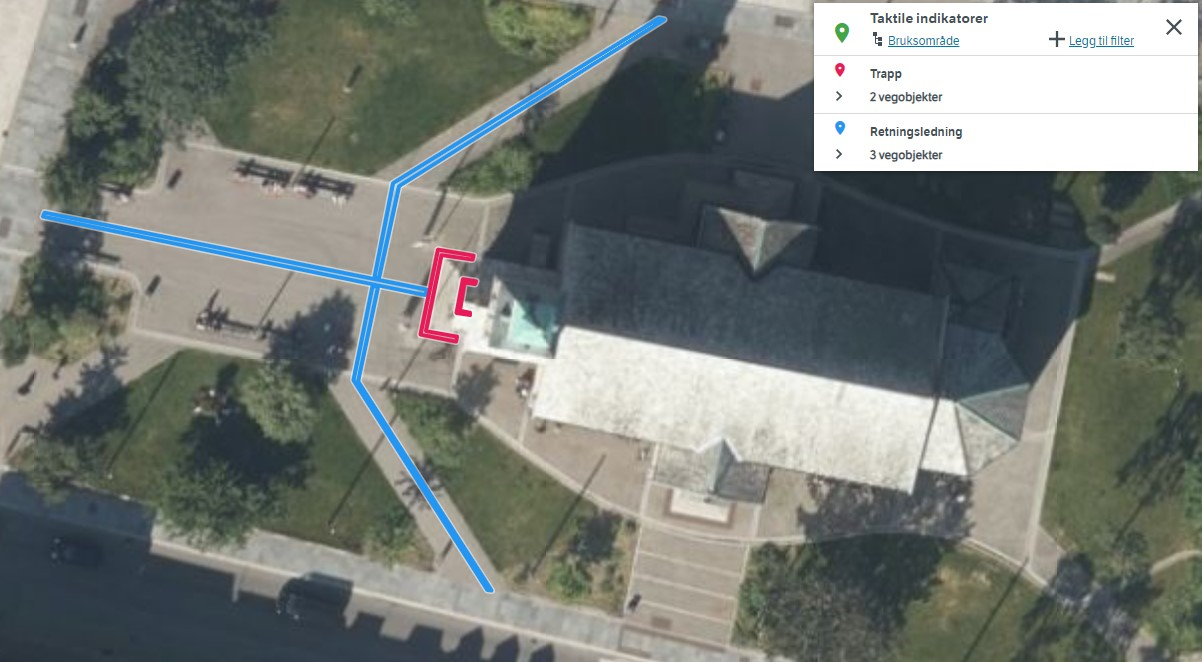 Taktile indikatorer
Bruksområde
Legg til filter
Trapp
2 vegobjekter
Retningsledning
3 vegobjekter